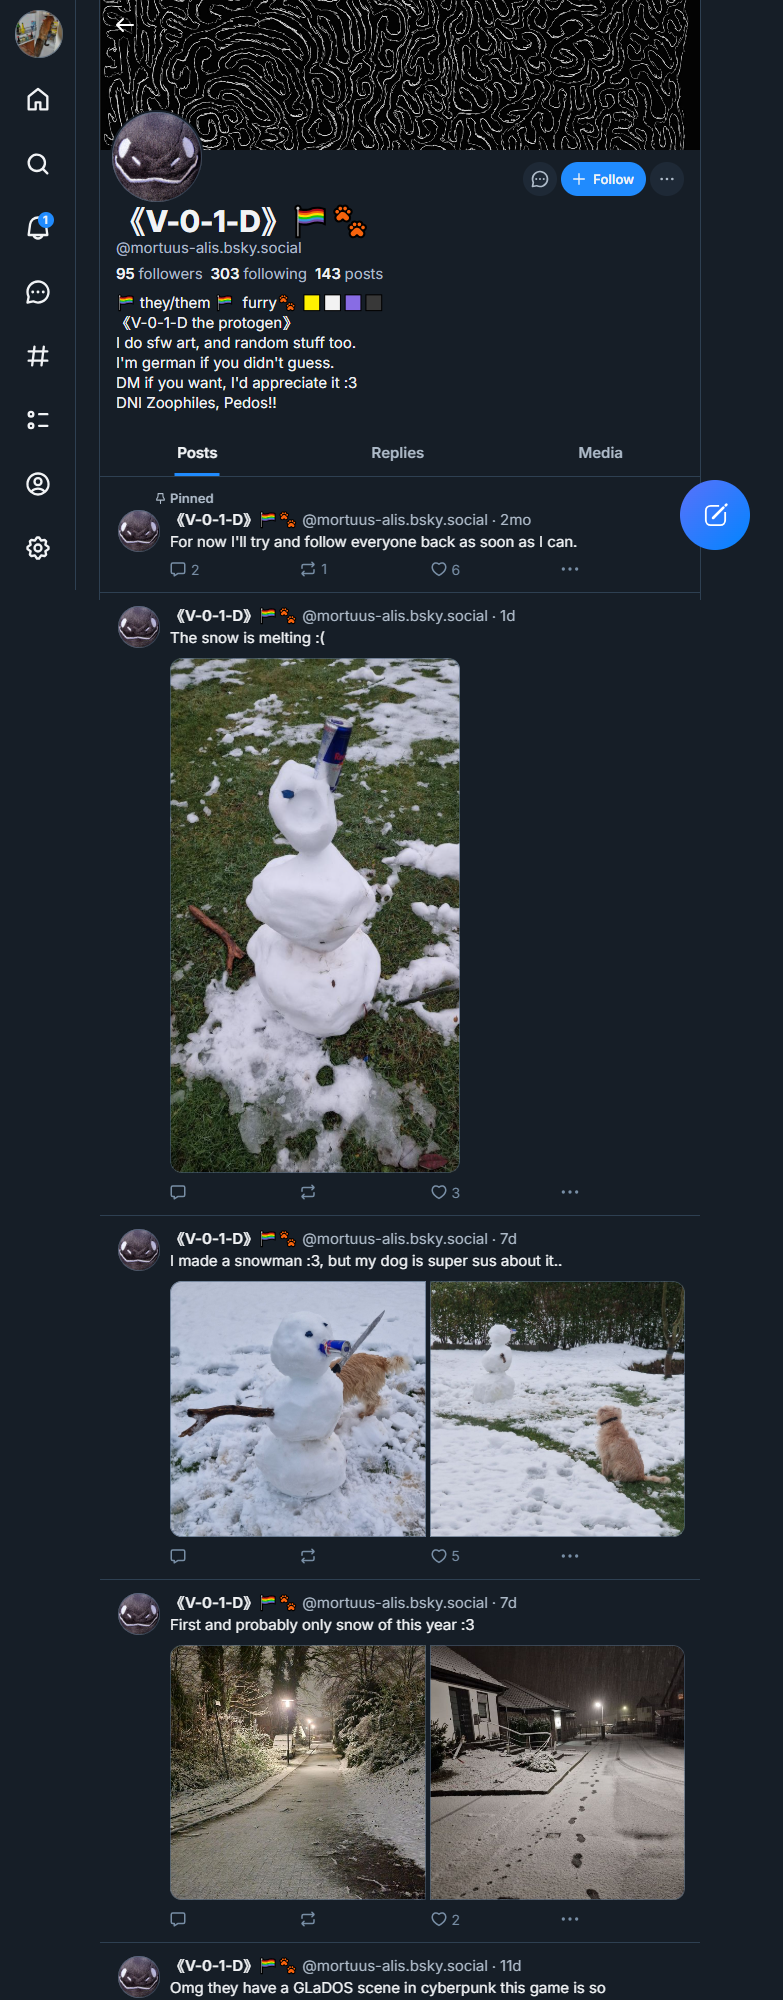 1
Follow
《V-0-1-D》 🏳️‍🌈🐾
@mortuus-alis.bsky.social
95 followers 303 following 143 posts
🏳️‍🌈 they/them 🏳️‍🌈 furry🐾 🟨⬜🟪⬛
《V-0-1-D the protogen》
I do sfw art, and random stuff too.
I'm german if you didn't guess.
DM if you want, I'd appreciate it :3
DNI Zoophiles, Pedos!!
Posts Replies Media
Pinned
《V-0-1-D》 🏳️‍🌈🐾 @mortuus-alis.bsky.social · 2mo
For now I'll try and follow everyone back as soon as I can.
2 1 6
《V-0-1-D》 🏳️‍🌈🐾 @mortuus-alis.bsky.social · 1d
The snow is melting :(
3
《V-0-1-D》 🏳️‍🌈🐾 @mortuus-alis.bsky.social · 7d
I made a snowman :3, but my dog is super sus about it..
5
《V-0-1-D》 🏳️‍🌈🐾 @mortuus-alis.bsky.social · 7d
First and probably only snow of this year :3
2
《V-0-1-D》 🏳️‍🌈🐾 @mortuus-alis.bsky.social · 11d
Omg they have a GLaDOS scene in cyberpunk this game is so